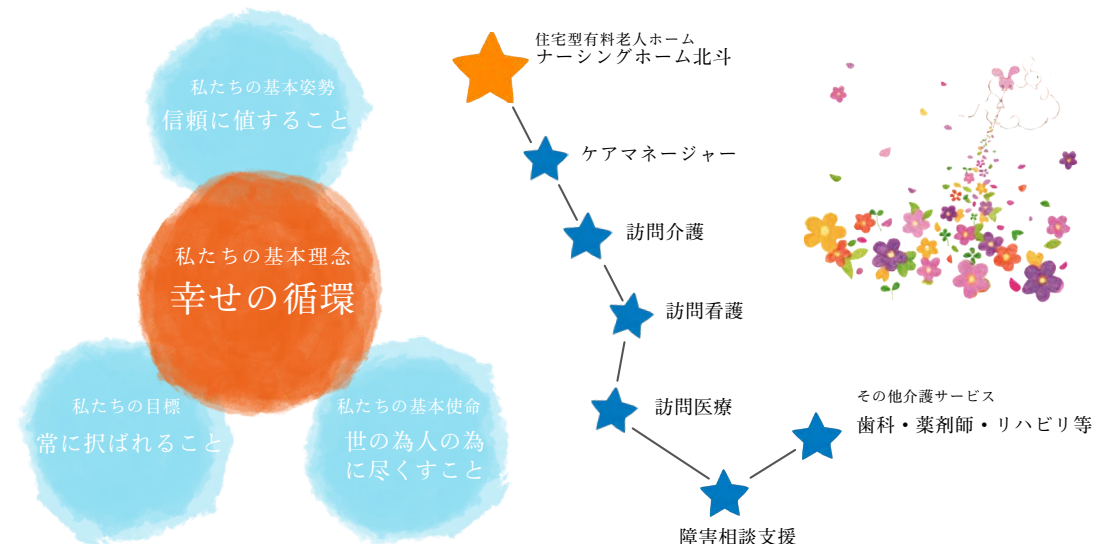 私たちの基本姿勢
信頼に値すること
私たちの基本理念
幸せの循環
私たちの目標
常に択ばれること
私たちの基本使命
世の為人の為
に尽くすこと
住宅型有料老人ホーム
ナーシングホーム北斗
ケアマネージャー
訪問介護
訪問看護
訪問医療
その他介護サービス
歯科・薬剤師・リハビリ等
障害相談支援